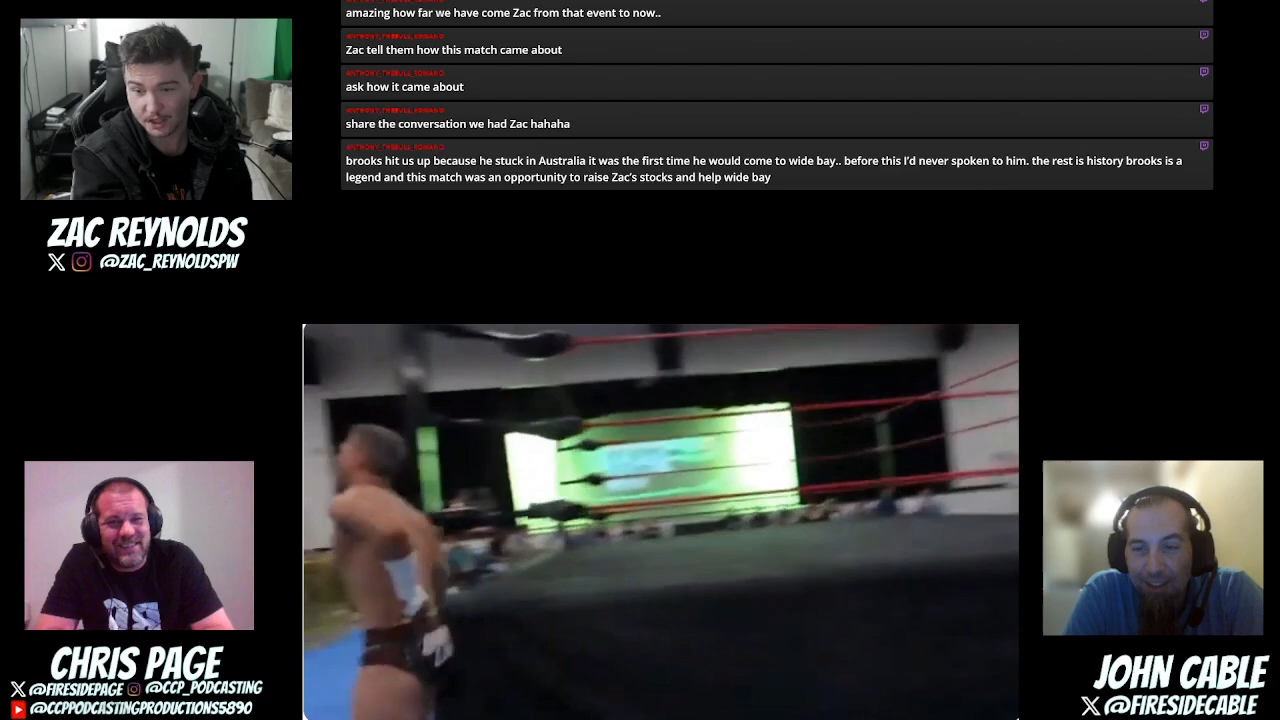 amazing how far we have come Zac from that event to now..
ANTHONY_THEBULL_ROMANO:
Zac tell them how this match came about
ANTHONY_THEBULL_ROMANO:
ask how it came about
ANTHONY_THEBULL_ROMANO:
share the conversation we had Zac hahaha
ANTHONY_THEBULL_ROMANO:
brooks hit us up because he stuck in Australia it was the first time he would come to wide bay.. before this I'd never spoken to him. the rest is history brooks is a
legend and this match was an opportunity to raise Zac's stocks and help wide bay
ZAC REYNOLDS
@ZAC_REYNOLDSPW
CHRIS PAGE
@FIRESIDEPAGE @CCP_PODCASTING
@CCPPODCASTINGPRODUCTIONS5890
JOHN CABLE
@FIRESIDECABLE